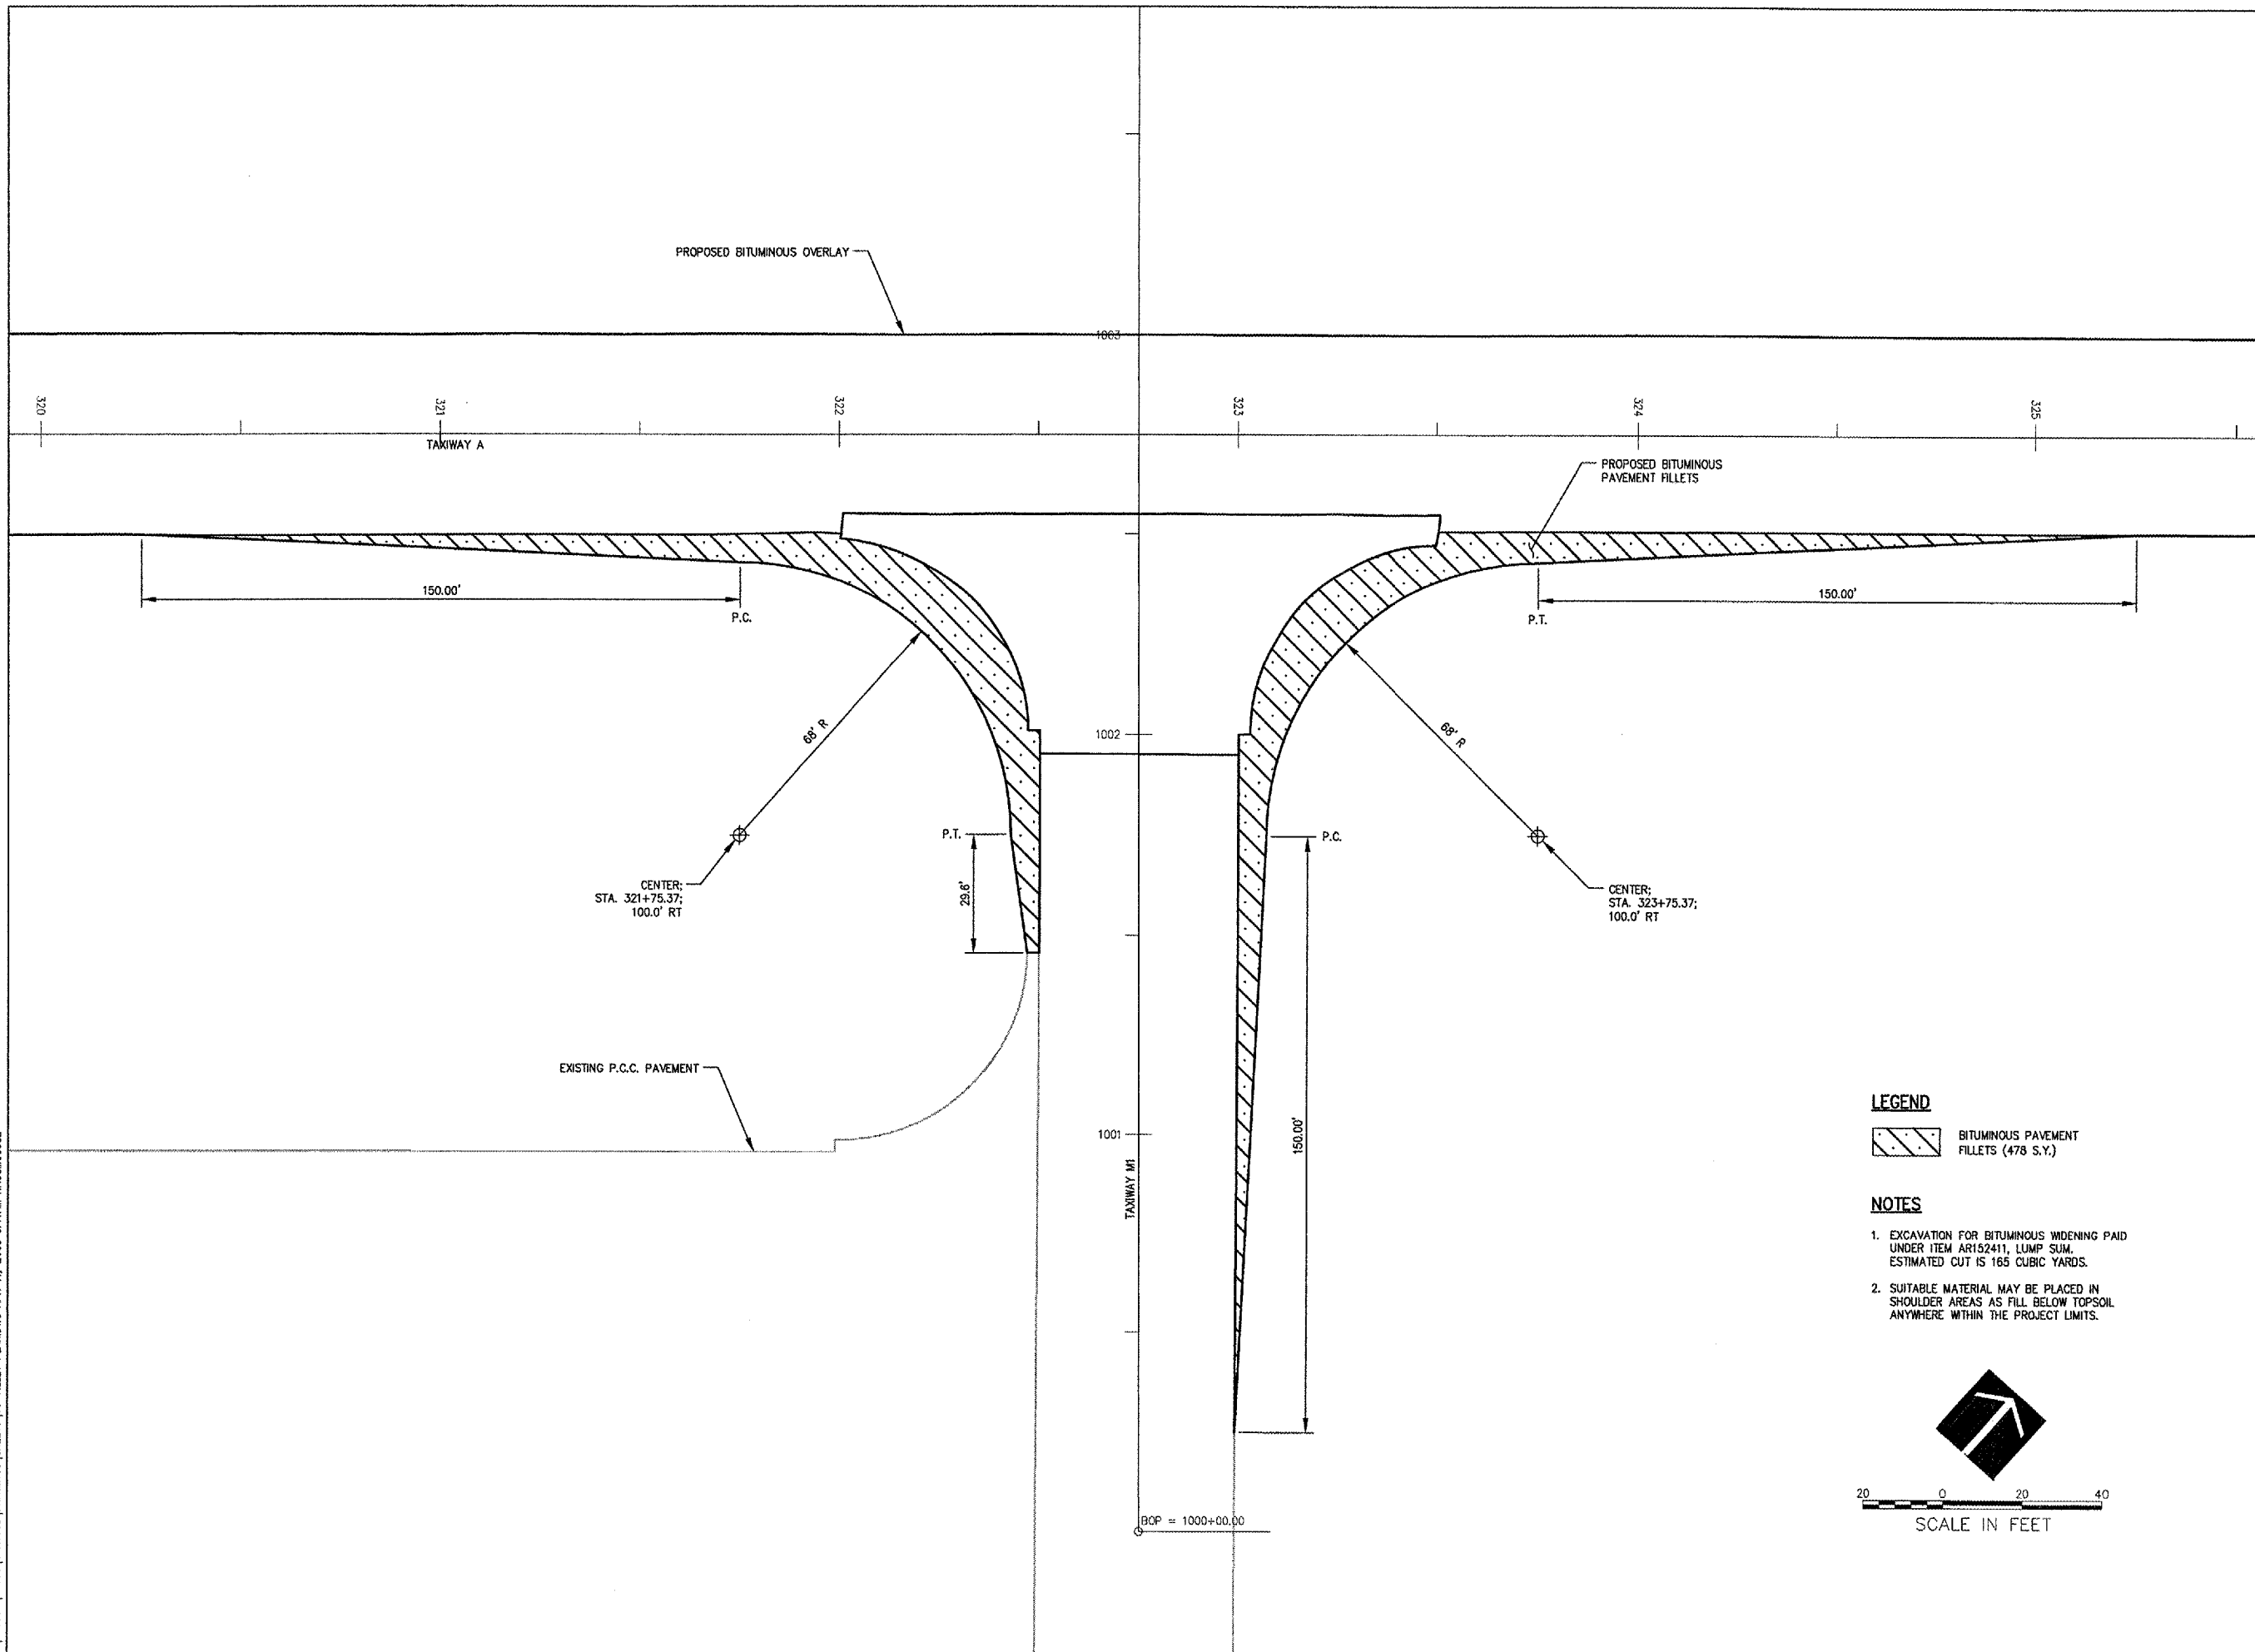 PROPOSED BITUMINOUS OVERLAY
1003
320
321
322
323
324
325
TAXIWAY A
PROPOSED BITUMINOUS
PAVEMENT FILLETS
150.00'
P.C.
150.00'
P.T.
68' R
1002
68' R
P.T.
P.C.
29.6'
CENTER;
STA. 321+75.37;
100.0' RT
CENTER;
STA. 323+75.37;
100.0' RT
EXISTING P.C.C. PAVEMENT
1001
TAXIWAY M1
150.00'
BOP = 1000+00.00
LEGEND
BITUMINOUS PAVEMENT
FILLETS (478 S.Y.)
NOTES
1. EXCAVATION FOR BITUMINOUS WIDENING PAID
UNDER ITEM AR152411, LUMP SUM.
ESTIMATED CUT IS 165 CUBIC YARDS.
2. SUITABLE MATERIAL MAY BE PLACED IN
SHOULDER AREAS AS FILL BELOW TOPSOIL
ANYWHERE WITHIN THE PROJECT LIMITS.
20 0 20 40
SCALE IN FEET